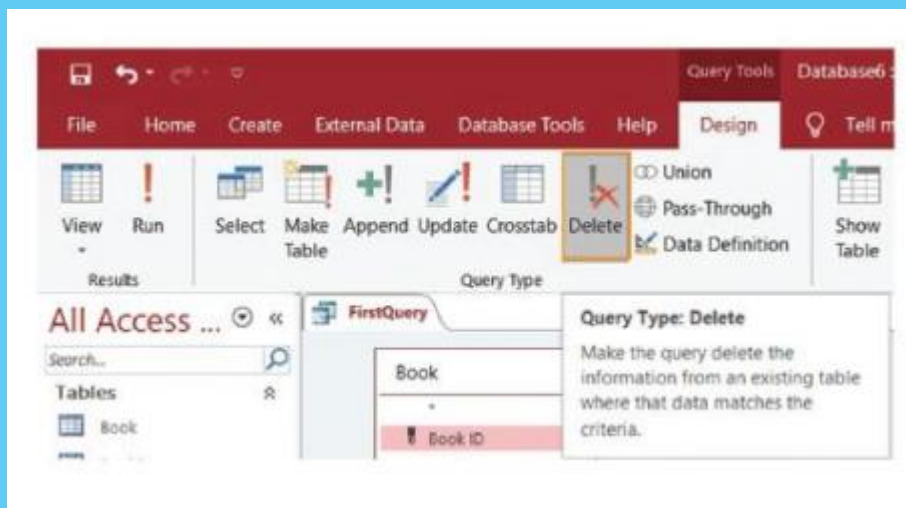 Query Tools Database6 :
File Home Create External Data Database Tools Help Design Tell m
View Run Select Make Table Append Update Crosstab Delete Union Pass-Through Data Definition Show Table
Results Query Type
All Access ... « FirstQuery
Search...
Tables
Book
Book
*
Book ID
Query Type: Delete
Make the query delete the
information from an existing table
where that data matches the
criteria.